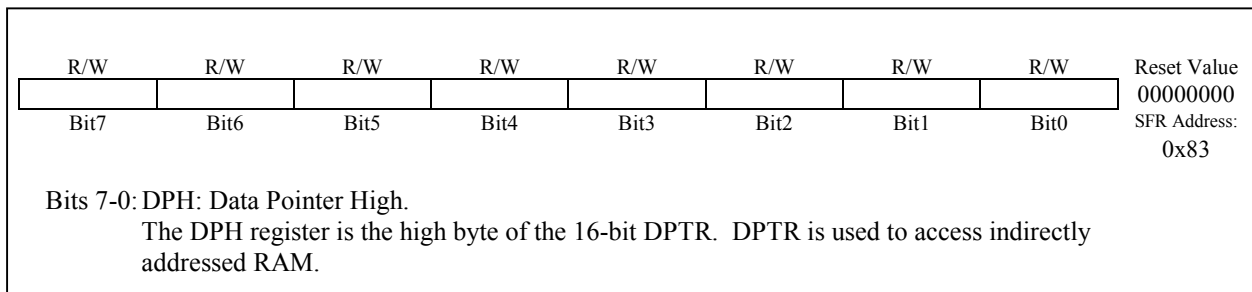 R/W R/W R/W R/W R/W R/W R/W R/W Reset Value
00000000
Bit7 Bit6 Bit5 Bit4 Bit3 Bit2 Bit1 Bit0 SFR Address:
0x83
Bits 7-0: DPH: Data Pointer High.
The DPH register is the high byte of the 16-bit DPTR. DPTR is used to access indirectly
addressed RAM.